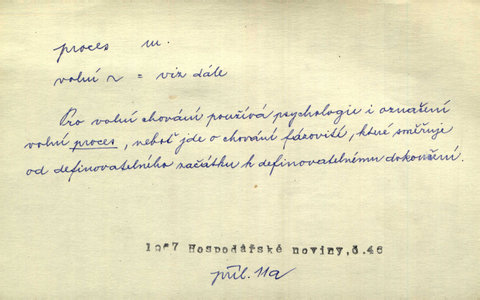 proces m.
volní ~ = viz dále
Pro volní chování používá psychologie i označení
volní proces, neboť jde o chování fázovité, které směřuje
od definovatelného začátku k definovatelnému dokončení.
Hospodářské noviny, č. 46
příl. 11a